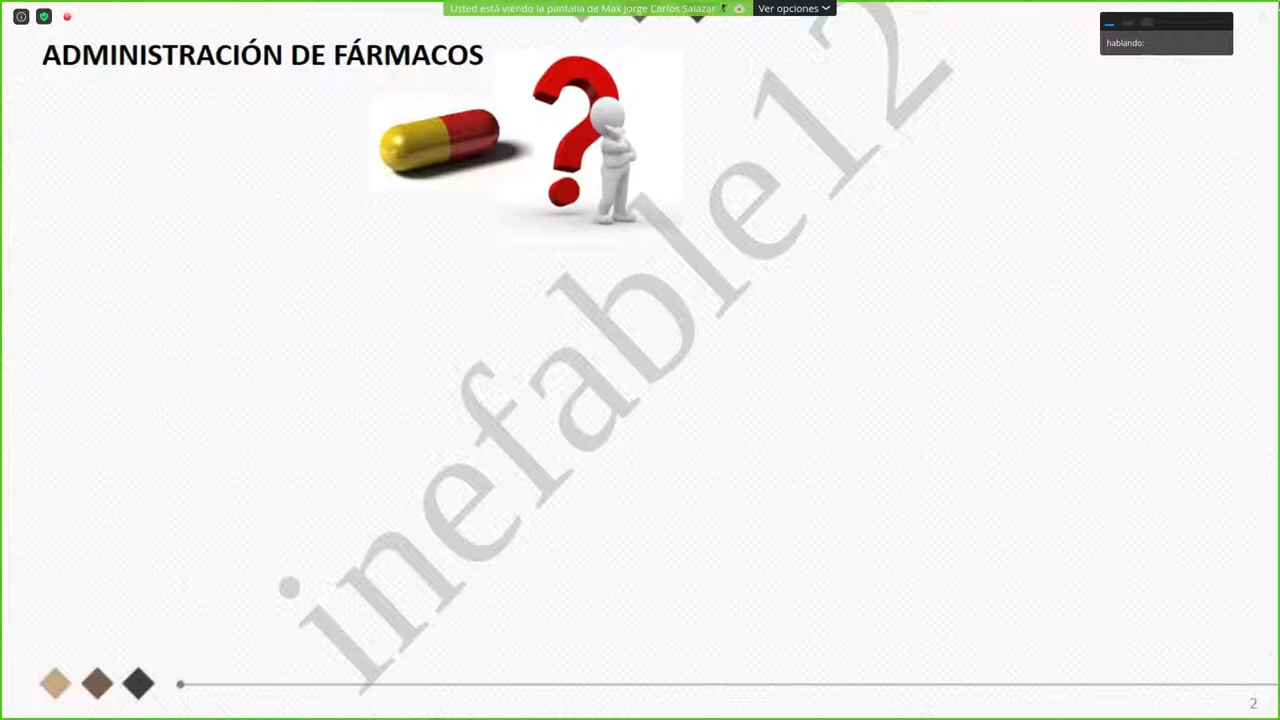 Usted está viendo la pantalla de Max Jorge Carlos Salazar
Ver opciones
hablando:
ADMINISTRACIÓN DE FÁRMACOS
inefable12
2